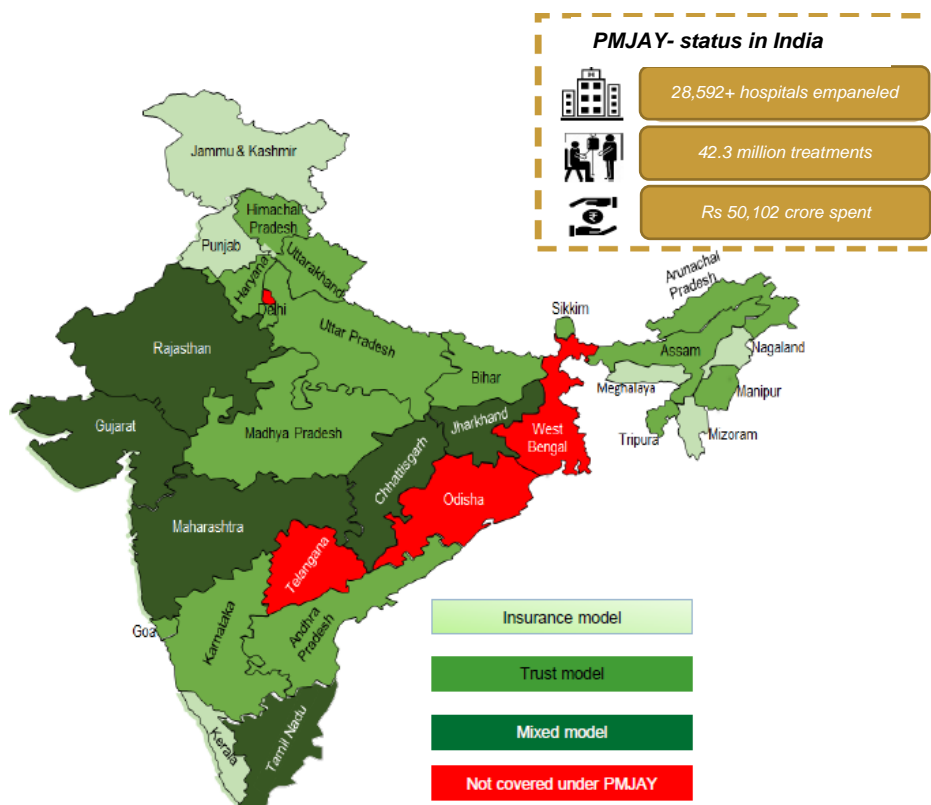 PMJAY- status in India
28,592+ hospitals empaneled
42.3 million treatments
Rs 50,102 crore spent
Jammu & Kashmir
Himachal
Pradesh
Punjab
Uttarakhand
Haryana
Delhi
Arunachal
Pradesh
Sikkim
Uttar Pradesh
Rajasthan
Assam
Nagaland
Bihar
Meghalaya
Manipur
Gujarat
Madhya Pradesh
Jharkhand
West
Bengal
Tripura
Mizoram
Chhattisgarh
Odisha
Maharashtra
Telangana
Goa
Karnataka
Andhra
Pradesh
Kerala
Tamil Nadu
Insurance model
Trust model
Mixed model
Not covered under PMJAY